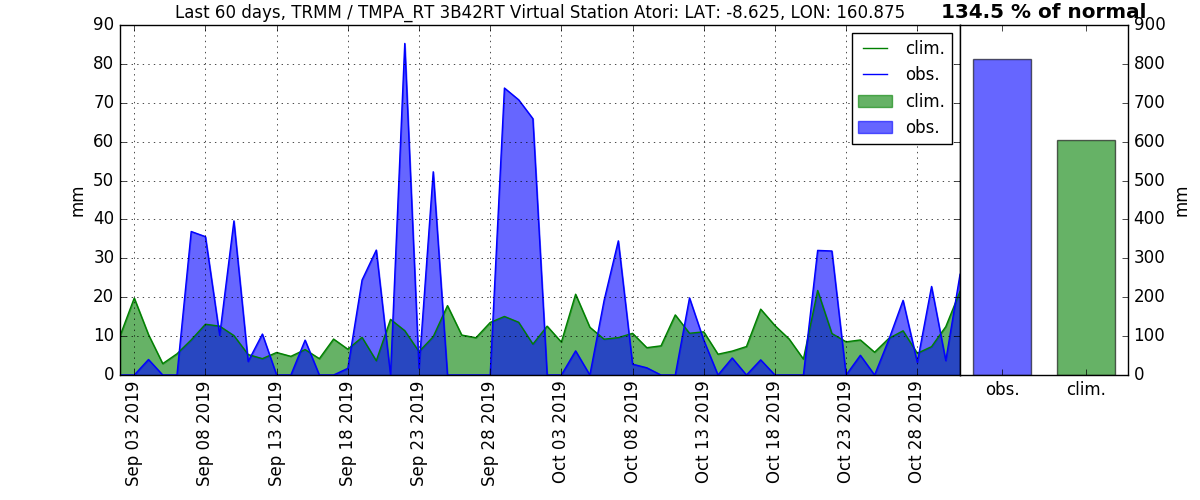 Last 60 days, TRMM / TMPA_RT 3B42RT Virtual Station Atori: LAT: -8.625, LON: 160.875
134.5 % of normal
90
80
70
60
50
40
30
20
10
0
mm
clim.
obs.
clim.
obs.
900
800
700
600
500
400
300
200
100
0
mm
Sep 03 2019
Sep 08 2019
Sep 13 2019
Sep 18 2019
Sep 23 2019
Sep 28 2019
Oct 03 2019
Oct 08 2019
Oct 13 2019
Oct 18 2019
Oct 23 2019
Oct 28 2019
obs.
clim.